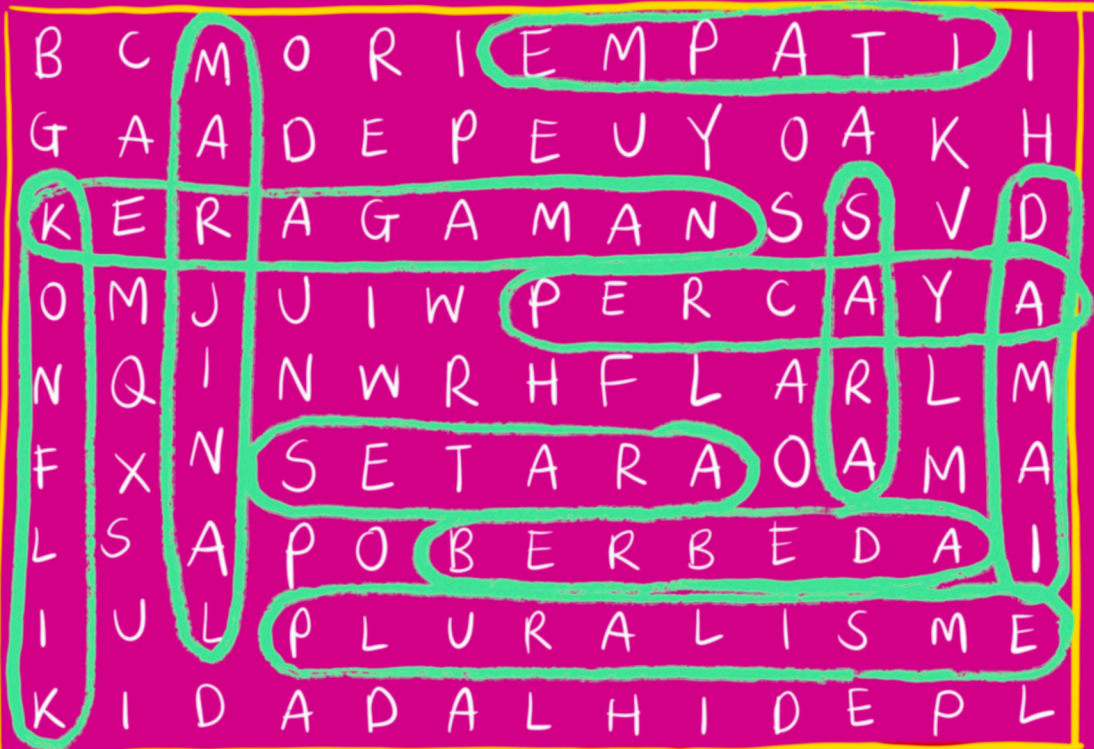 B C M O R I E M P A T I I
G A A D E P E U Y O A K H
K E R A G A M A N S S V D
O M J U I W P E R C A Y A
N Q I N W R H F L A R L M
F X N S E T A R A O A M A
L S A P O B E R B E D A I
I U L P L U R A L I S M E
K I D A D A L H I D E P L